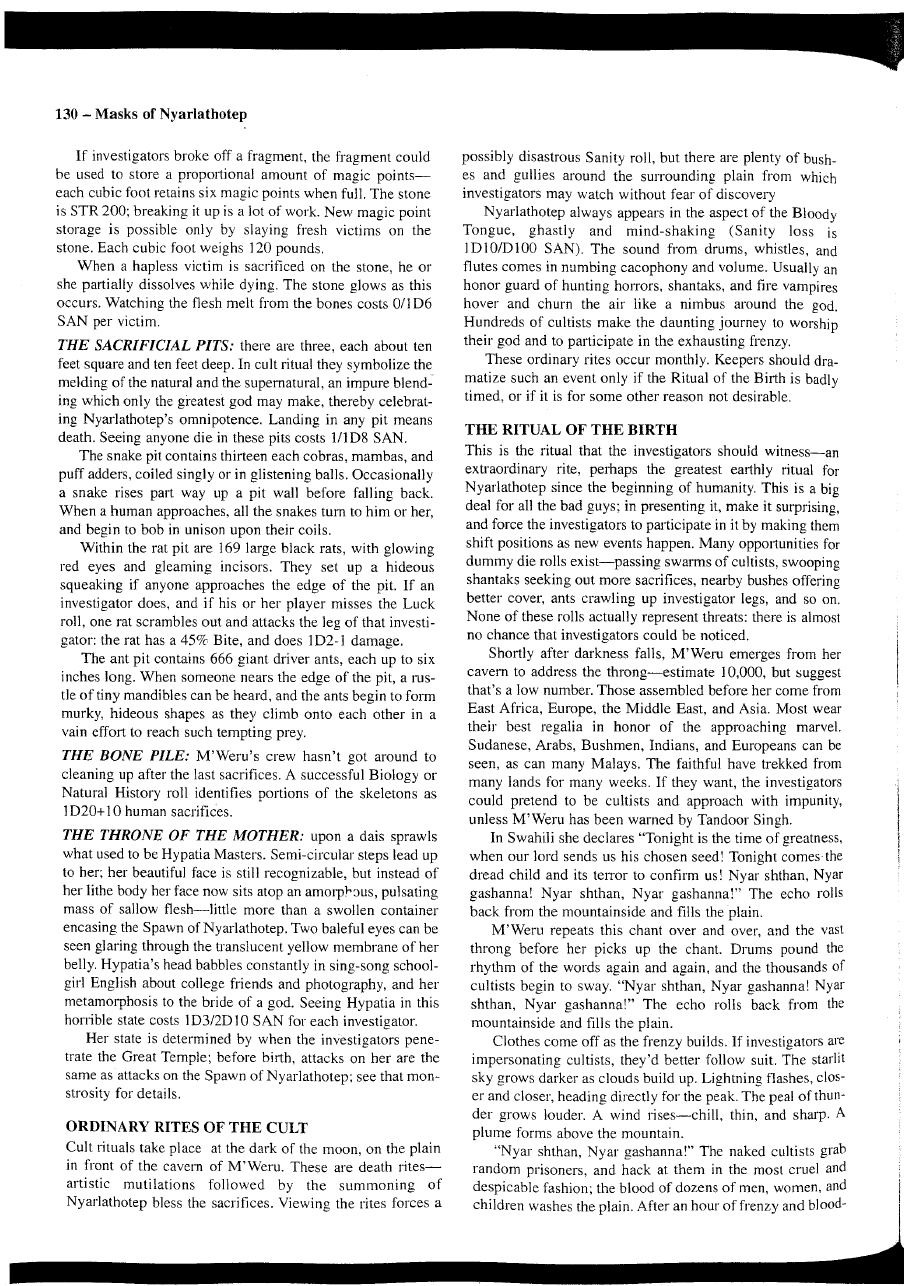 130 – Masks of Nyarlathotep
If investigators broke off a fragment, the fragment could
be used to store a proportional amount of magic points—
each cubic foot retains six magic points when full. The stone
is STR 200; breaking it up is a lot of work. New magic point
storage is possible only by slaying fresh victims on the
stone. Each cubic foot weighs 120 pounds.
When a hapless victim is sacrificed on the stone, he or
she partially dissolves while dying. The stone glows as this
occurs. Watching the flesh melt from the bones costs 0/1D6
SAN per victim.
THE SACRIFICIAL PITS: there are three, each about ten
feet square and ten feet deep. In cult ritual they symbolize the
melding of the natural and the supernatural, an impure blend-
ing which only the greatest god may make, thereby celebrat-
ing Nyarlathotep's omnipotence. Landing in any pit means
death. Seeing anyone die in these pits costs 1/1D8 SAN.
The snake pit contains thirteen each cobras, mambas, and
puff adders, coiled singly or in glistening balls. Occasionally
a snake rises part way up a pit wall before falling back.
When a human approaches, all the snakes turn to him or her,
and begin to bob in unison upon their coils.
Within the rat pit are 169 large black rats, with glowing
red eyes and gleaming incisors. They set up a hideous
squeaking if anyone approaches the edge of the pit. If an
investigator does, and if his or her player misses the Luck
roll, one rat scrambles out and attacks the leg of that investi-
gator: the rat has a 45% Bite, and does 1D2-1 damage.
The ant pit contains 666 giant driver ants, each up to six
inches long. When someone nears the edge of the pit, a rus-
tle of tiny mandibles can be heard, and the ants begin to form
murky, hideous shapes as they climb onto each other in a
vain effort to reach such tempting prey.
THE BONE PILE: M'Weru's crew hasn't got around to
cleaning up after the last sacrifices. A successful Biology or
Natural History roll identifies portions of the skeletons as
1D20+10 human sacrifices.
THE THRONE OF THE MOTHER: upon a dais sprawls
what used to be Hypatia Masters. Semi-circular steps lead up
to her; her beautiful face is still recognizable, but instead of
her lithe body her face now sits atop an amorphous, pulsating
mass of sallow flesh—little more than a swollen container
encasing the Spawn of Nyarlathotep. Two baleful eyes can be
seen glaring through the translucent yellow membrane of her
belly. Hypatia's head babbles constantly in sing-song school-
girl English about college friends and photography, and her
metamorphosis to the bride of a god. Seeing Hypatia in this
horrible state costs 1D3/2D10 SAN for each investigator.
Her state is determined by when the investigators pene-
trate the Great Temple; before birth, attacks on her are the
same as attacks on the Spawn of Nyarlathotep; see that mon-
strosity for details.
ORDINARY RITES OF THE CULT
Cult rituals take place at the dark of the moon, on the plain
in front of the cavern of M'Weru. These are death rites—
artistic mutilations followed by the summoning of
Nyarlathotep bless the sacrifices. Viewing the rites forces a
possibly disastrous Sanity roll, but there are plenty of bush-
es and gullies around the surrounding plain from which
investigators may watch without fear of discovery
Nyarlathotep always appears in the aspect of the Bloody
Tongue, ghastly and mind-shaking (Sanity loss is
1D10/D100 SAN). The sound from drums, whistles, and
flutes comes in numbing cacophony and volume. Usually an
honor guard of hunting horrors, shantaks, and fire vampires
hover and churn the air like a nimbus around the god.
Hundreds of cultists make the daunting journey to worship
their god and to participate in the exhausting frenzy.
These ordinary rites occur monthly. Keepers should dra-
matize such an event only if the Ritual of the Birth is badly
timed, or if it is for some other reason not desirable.
THE RITUAL OF THE BIRTH
This is the ritual that the investigators should witness—an
extraordinary rite, perhaps the greatest earthly ritual for
Nyarlathotep since the beginning of humanity. This is a big
deal for all the bad guys; in presenting it, make it surprising,
and force the investigators to participate in it by making them
shift positions as new events happen. Many opportunities for
dummy die rolls exist—passing swarms of cultists, swooping
shantaks seeking out more sacrifices, nearby bushes offering
better cover, ants crawling up investigator legs, and so on.
None of these rolls actually represent threats: there is almost
no chance that investigators could be noticed.
Shortly after darkness falls, M'Weru emerges from her
cavern to address the throng—estimate 10,000, but suggest
that's a low number. Those assembled before her come from
East Africa, Europe, the Middle East, and Asia. Most wear
their best regalia in honor of the approaching marvel.
Sudanese, Arabs, Bushmen, Indians, and Europeans can be
seen, as can many Malays. The faithful have trekked from
many lands for many weeks. If they want, the investigators
could pretend to be cultists and approach with impunity,
unless M'Weru has been warned by Tandoor Singh.
In Swahili she declares “Tonight is the time of greatness,
when our lord sends us his chosen seed! Tonight comes the
dread child and its terror to confirm us! Nyar shthan, Nyar
gashanna! Nyar shthan, Nyar gashanna!” The echo rolls
back from the mountainside and fills the plain.
M'Weru repeats this chant over and over, and the vast
throng before her picks up the chant. Drums pound the
rhythm of the words again and again, and the thousands of
cultists begin to sway. “Nyar shthan, Nyar gashanna! Nyar
shthan, Nyar gashanna!” The echo rolls back from the
mountainside and fills the plain.
Clothes come off as the frenzy builds. If investigators are
impersonating cultists, they'd better follow suit. The starlit
sky grows darker as clouds build up. Lightning flashes, clos-
er and closer, heading directly for the peak. The peal of thun-
der grows louder. A wind rises—chill, thin, and sharp. A
plume forms above the mountain.
“Nyar shthan, Nyar gashanna!” The naked cultists grab
random prisoners, and hack at them in the most cruel and
despicable fashion; the blood of dozens of men, women, and
children washes the plain. After an hour of frenzy and blood-